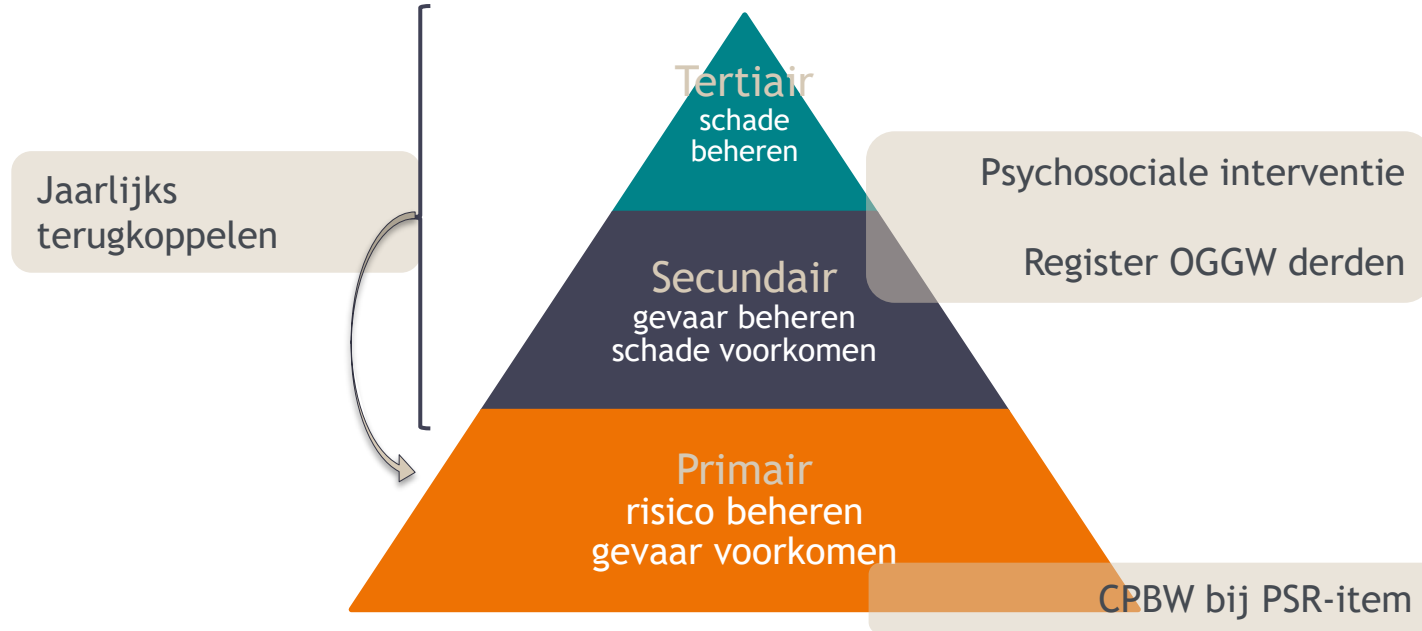 Tertiair
schade
beheren
Jaarlijks
terugkoppelen
Psychosociale interventie
Register OGGW derden
Secundair
gevaar beheren
schade voorkomen
Primair
risico beheren
gevaar voorkomen
CPBW bij PSR-item